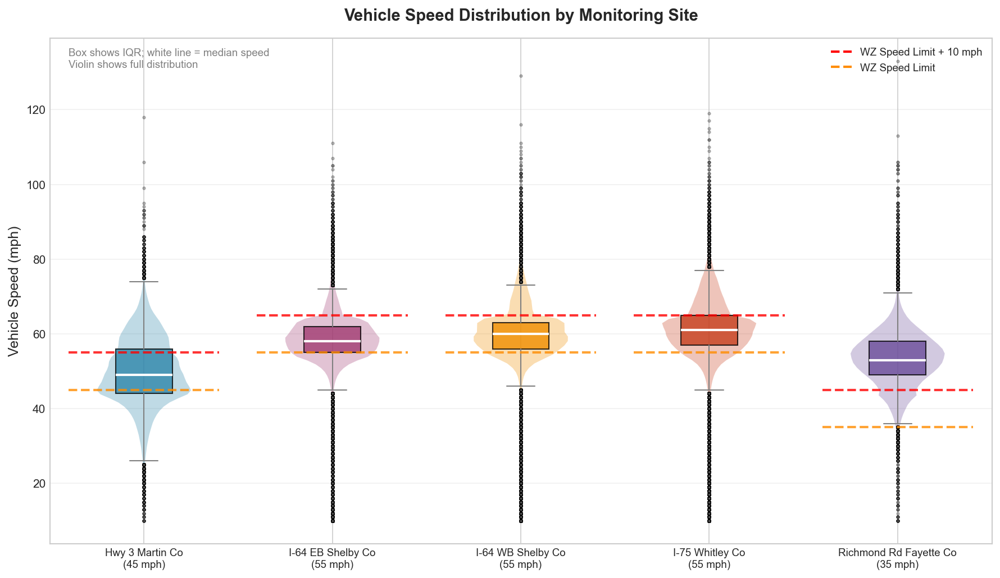 Vehicle Speed Distribution by Monitoring Site
Box shows IQR; white line = median speed
Violin shows full distribution
WZ Speed Limit + 10 mph
WZ Speed Limit
Vehicle Speed (mph)
120
100
80
60
40
20
Hwy 3 Martin Co
(45 mph)
I-64 EB Shelby Co
(55 mph)
I-64 WB Shelby Co
(55 mph)
I-75 Whitley Co
(55 mph)
Richmond Rd Fayette Co
(35 mph)